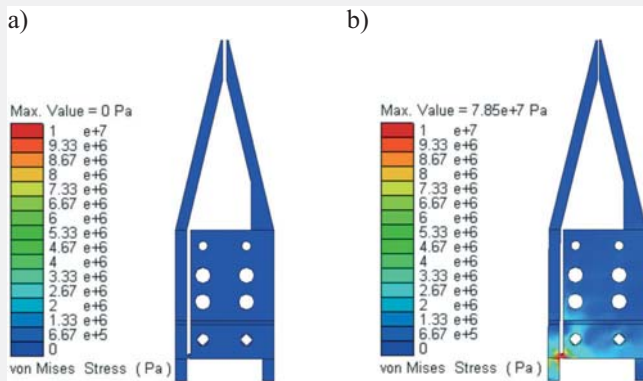 a)
Max. Value = 0 Pa
1 e+7
9.33 e+6
8.67 e+6
8 e+6
7.33 e+6
6.67 e+6
6 e+6
5.33 e+6
4.67 e+6
4 e+6
3.33 e+6
2.67 e+6
2 e+6
1.33 e+6
6.67 e+5
0
von Mises Stress ( Pa )
b)
Max. Value = 7.85e+7 Pa
1 e+7
9.33 e+6
8.67 e+6
8 e+6
7.33 e+6
6.67 e+6
6 e+6
5.33 e+6
4.67 e+6
4 e+6
3.33 e+6
2.67 e+6
2 e+6
1.33 e+6
6.67 e+5
0
von Mises Stress ( Pa )